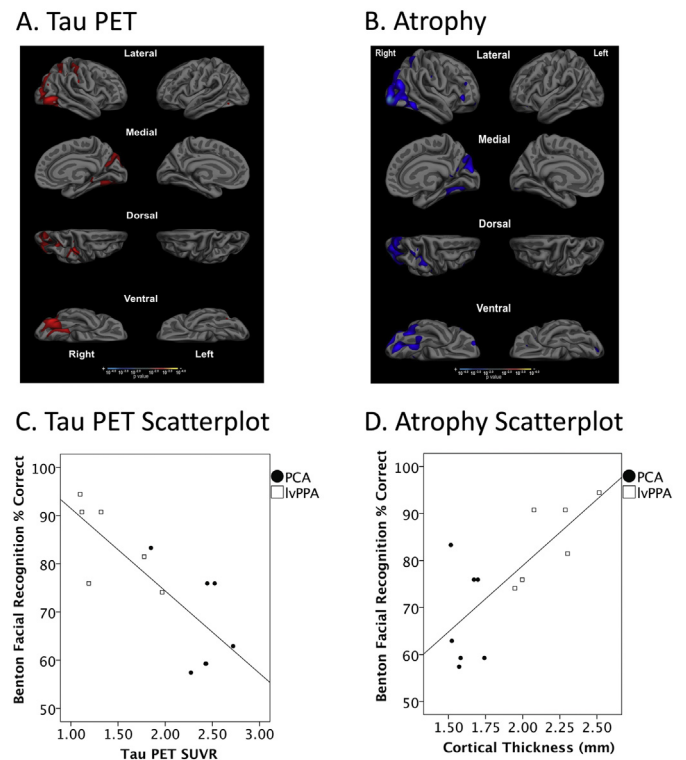 A. Tau PET
B. Atrophy
Lateral
Medial
Dorsal
Ventral
Right
Left
p value
Right
Lateral
Left
Medial
Dorsal
Ventral
p value
C. Tau PET Scatterplot
D. Atrophy Scatterplot
Benton Facial Recognition % Correct
100
90
80
70
60
50
1.00
1.50
2.00
2.50
3.00
Tau PET SUVR
PCA
lvPPA
Benton Facial Recognition % Correct
100
90
80
70
60
50
1.50
1.75
2.00
2.25
2.50
Cortical Thickness (mm)
PCA
lvPPA